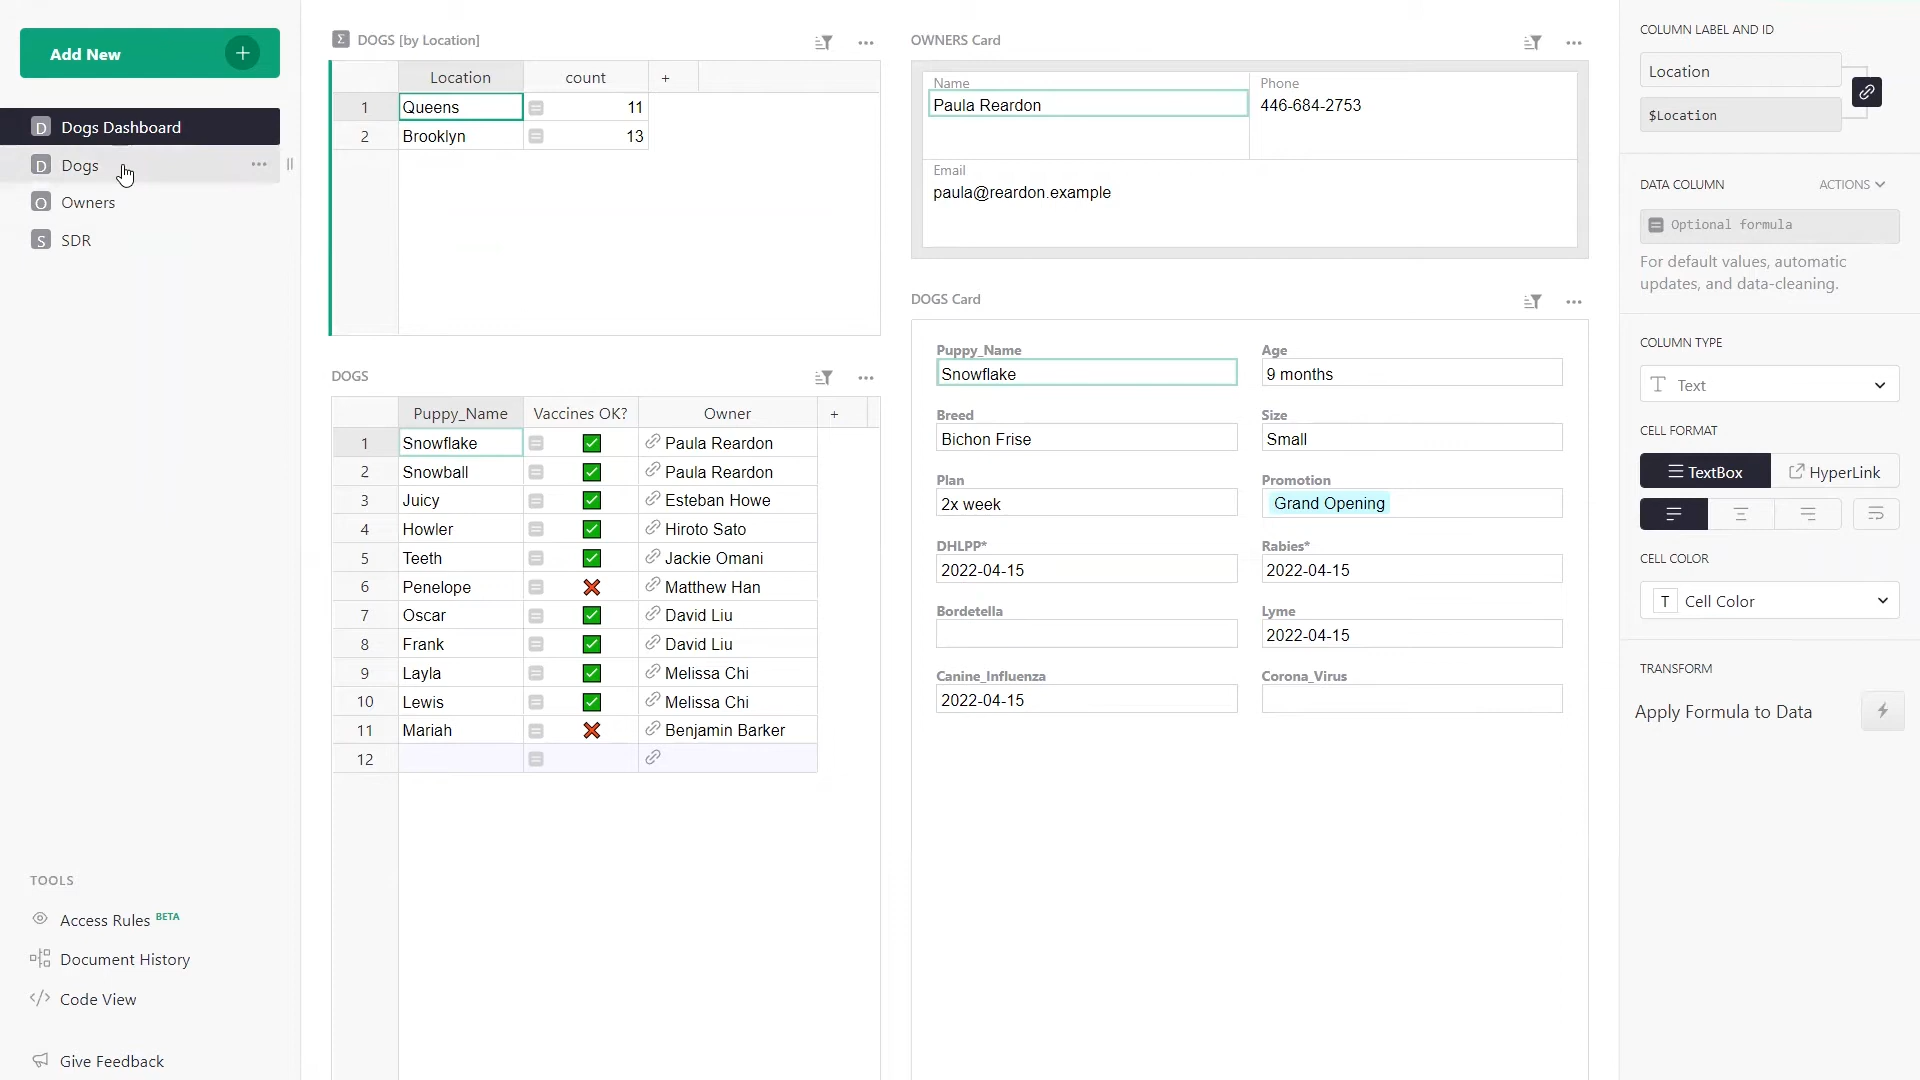 Add New
D Dogs Dashboard
D Dogs
O Owners
S SDR
TOOLS
Access Rules BETA
Document History
Code View
Give Feedback
Σ DOGS [by Location]
Location count +
1 Queens 11
2 Brooklyn 13
DOGS
Puppy_Name Vaccines OK? Owner +
1 Snowflake ✅ Paula Reardon
2 Snowball ✅ Paula Reardon
3 Juicy ✅ Esteban Howe
4 Howler ✅ Hiroto Sato
5 Teeth ✅ Jackie Omani
6 Penelope ❌ Matthew Han
7 Oscar ✅ David Liu
8 Frank ✅ David Liu
9 Layla ✅ Melissa Chi
10 Lewis ✅ Melissa Chi
11 Mariah ❌ Benjamin Barker
12
OWNERS Card
Name Phone
Paula Reardon 446-684-2753
Email
paula@reardon.example
DOGS Card
Puppy_Name Age
Snowflake 9 months
Breed Size
Bichon Frise Small
Plan Promotion
2x week Grand Opening
DHLPP* Rabies*
2022-04-15 2022-04-15
Bordetella Lyme
2022-04-15
Canine_Influenza Corona_Virus
2022-04-15
COLUMN LABEL AND ID
Location
$Location
DATA COLUMN ACTIONS
Optional formula
For default values, automatic
updates, and data-cleaning.
COLUMN TYPE
T Text
CELL FORMAT
TextBox HyperLink
CELL COLOR
T Cell Color
TRANSFORM
Apply Formula to Data